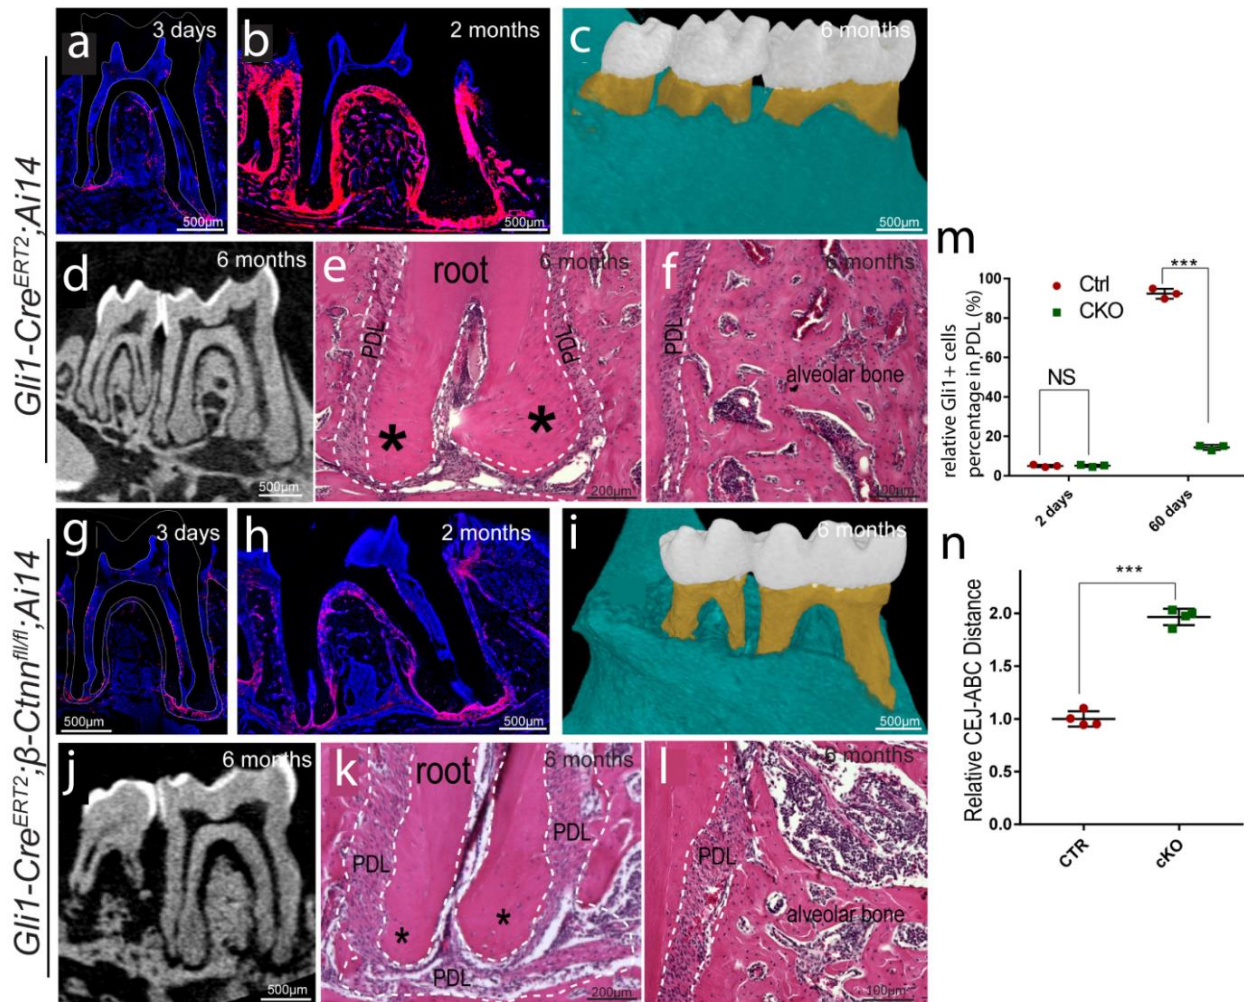 Gli1-CreERT2;Ai14
a
3 days
500µm
b
2 months
500µm
c
6 months
500µm
d
6 months
500µm
e
6 months
root
PDL
PDL
*
*
200µm
f
6 months
PDL
alveolar bone
100µm
Gli1-CreERT2;β-Ctnnfl/fl;Ai14
g
3 days
500µm
h
2 months
500µm
i
6 months
500µm
j
6 months
500µm
k
6 months
root
PDL
PDL
*
*
PDL
200µm
l
6 months
PDL
alveolar bone
100µm
m
relative Gli1+ cells
percentage in PDL (%)
100
80
60
40
20
0
Ctrl
CKO
***
NS
2 days
60 days
n
Relative CEJ-ABC Distance
2.0
1.5
1.0
0.5
0.0
***
CTR
cKO